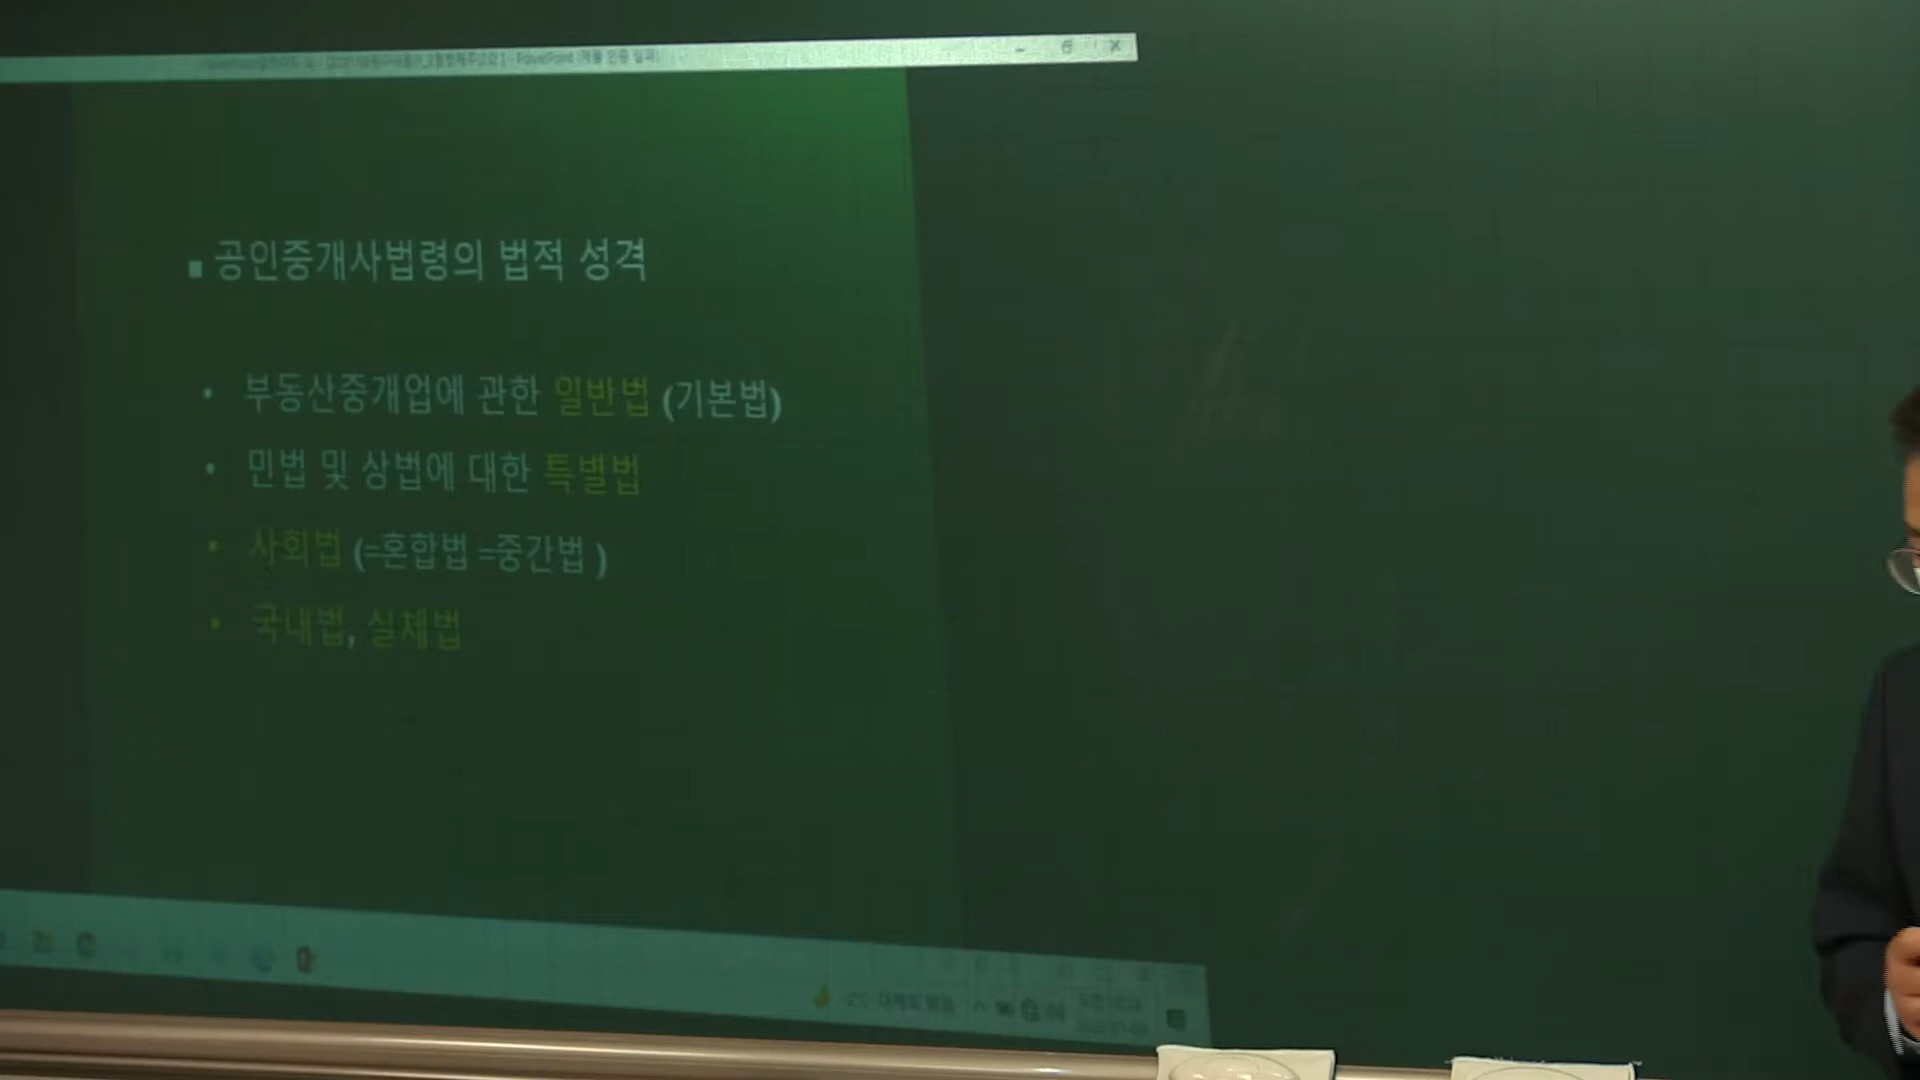 PowerPoint
■ 공인중개사법령의 법적 성격
• 부동산중개업에 관한 일반법 (기본법)
• 민법 및 상법에 대한 특별법
• 사회법 (=혼합법 =중간법 )
• 국내법, 실체법